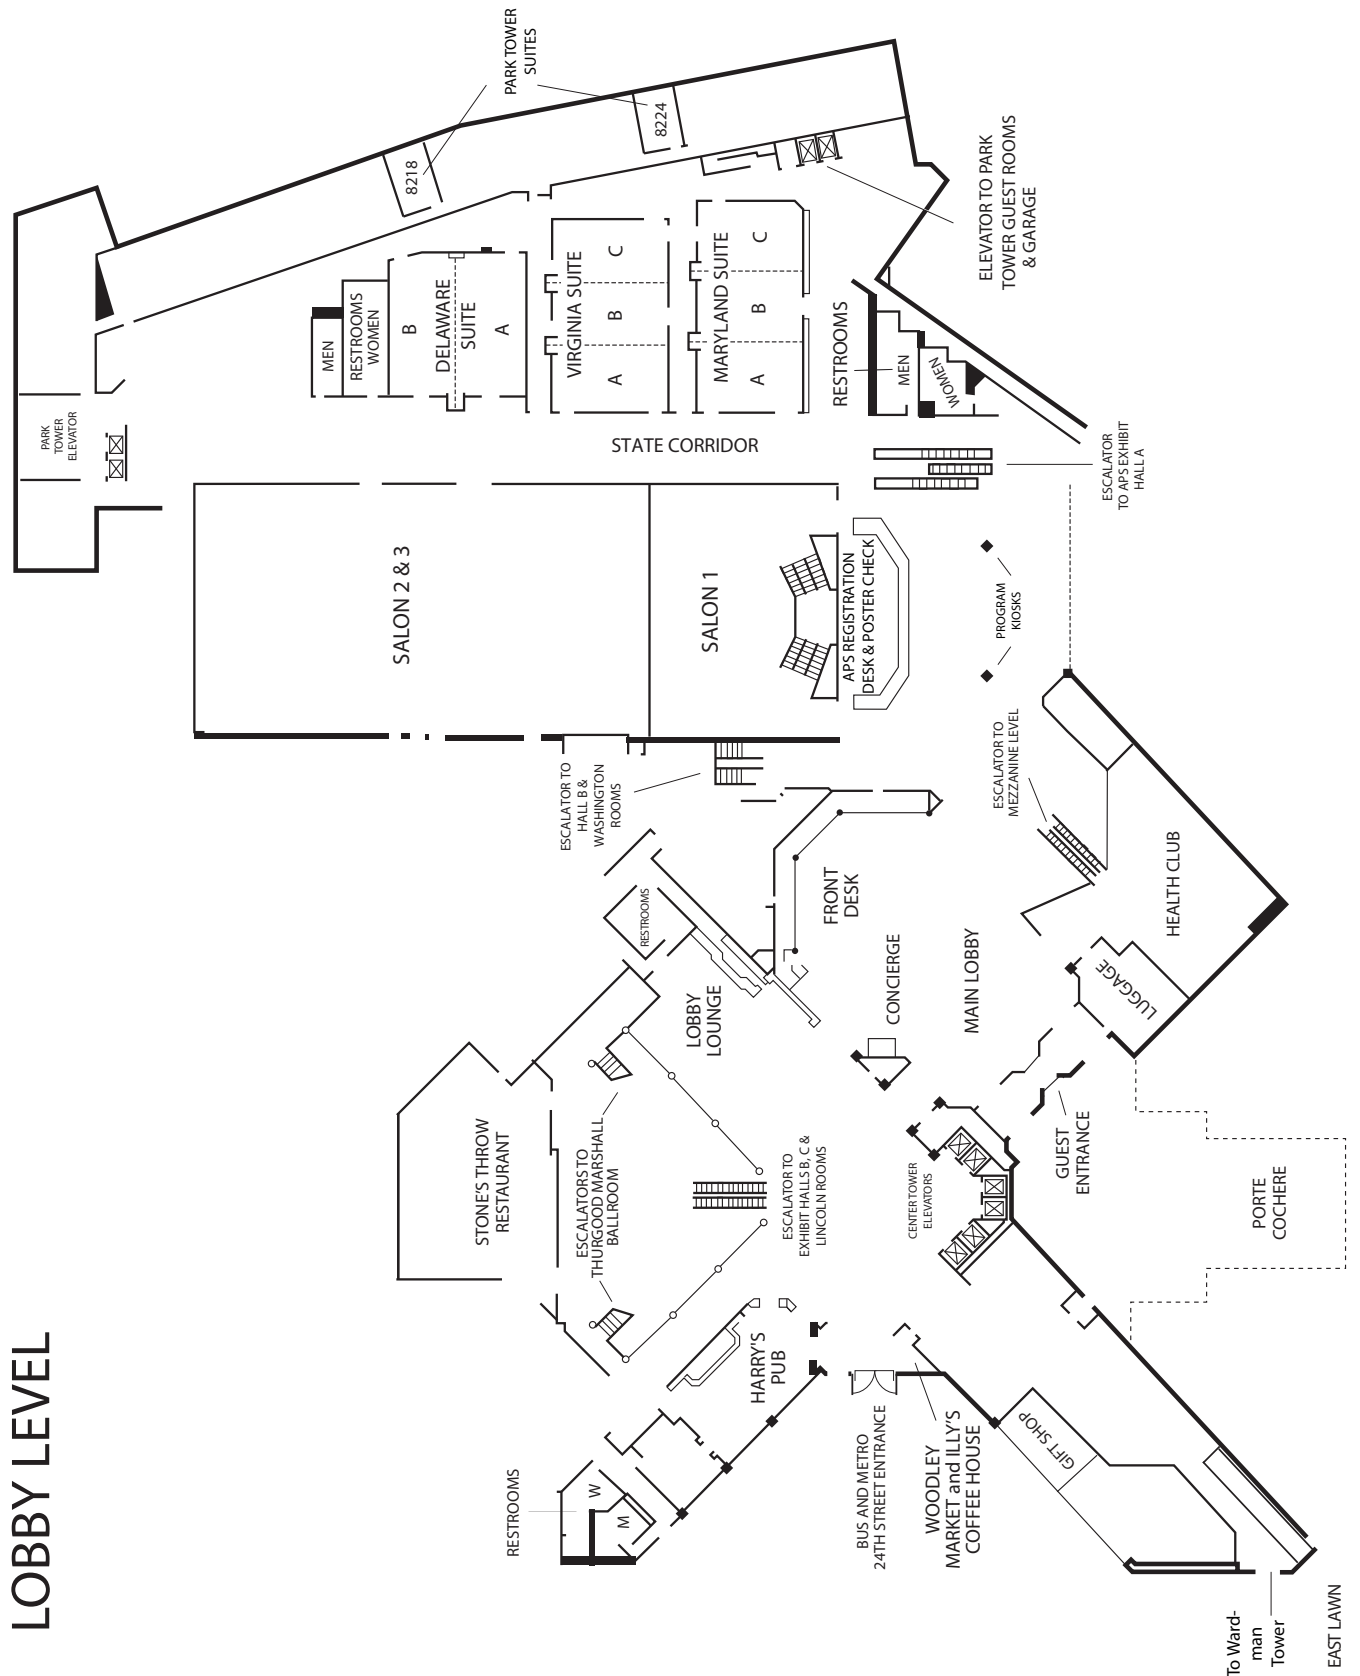 LOBBY LEVEL
RESTROOMS
W
M
STONE'S THROW
RESTAURANT
ESCALATORS TO
THURGOOD MARSHALL
BALLROOM
HARRY'S
PUB
ESCALATOR TO
EXHIBIT HALLS B, C &
LINCOLN ROOMS
LOBBY
LOUNGE
RESTROOMS
BUS AND METRO
24TH STREET ENTRANCE
WOODLEY
MARKET and ILLY'S
COFFEE HOUSE
GIFT SHOP
To Ward-
man
Tower
EAST LAWN
CENTER TOWER
ELEVATORS
GUEST
ENTRANCE
PORTE
COCHERE
CONCIERGE
MAIN LOBBY
FRONT
DESK
LUGGAGE
HEALTH CLUB
ESCALATOR TO
MEZZANINE LEVEL
ESCALATOR TO
HALL B &
WASHINGTON
ROOMS
SALON 2 & 3
SALON 1
APS REGISTRATION
DESK & POSTER CHECK
PROGRAM
KIOSKS
ESCALATOR
TO APS EXHIBIT
HALL A
STATE CORRIDOR
PARK
TOWER
ELEVATOR
MEN
RESTROOMS
WOMEN
B
DELAWARE
SUITE
A
VIRGINIA SUITE
A
B
C
MARYLAND SUITE
A
B
C
RESTROOMS
MEN
WOMEN
8218
8224
PARK TOWER
SUITES
ELEVATOR TO PARK
TOWER GUEST ROOMS
& GARAGE